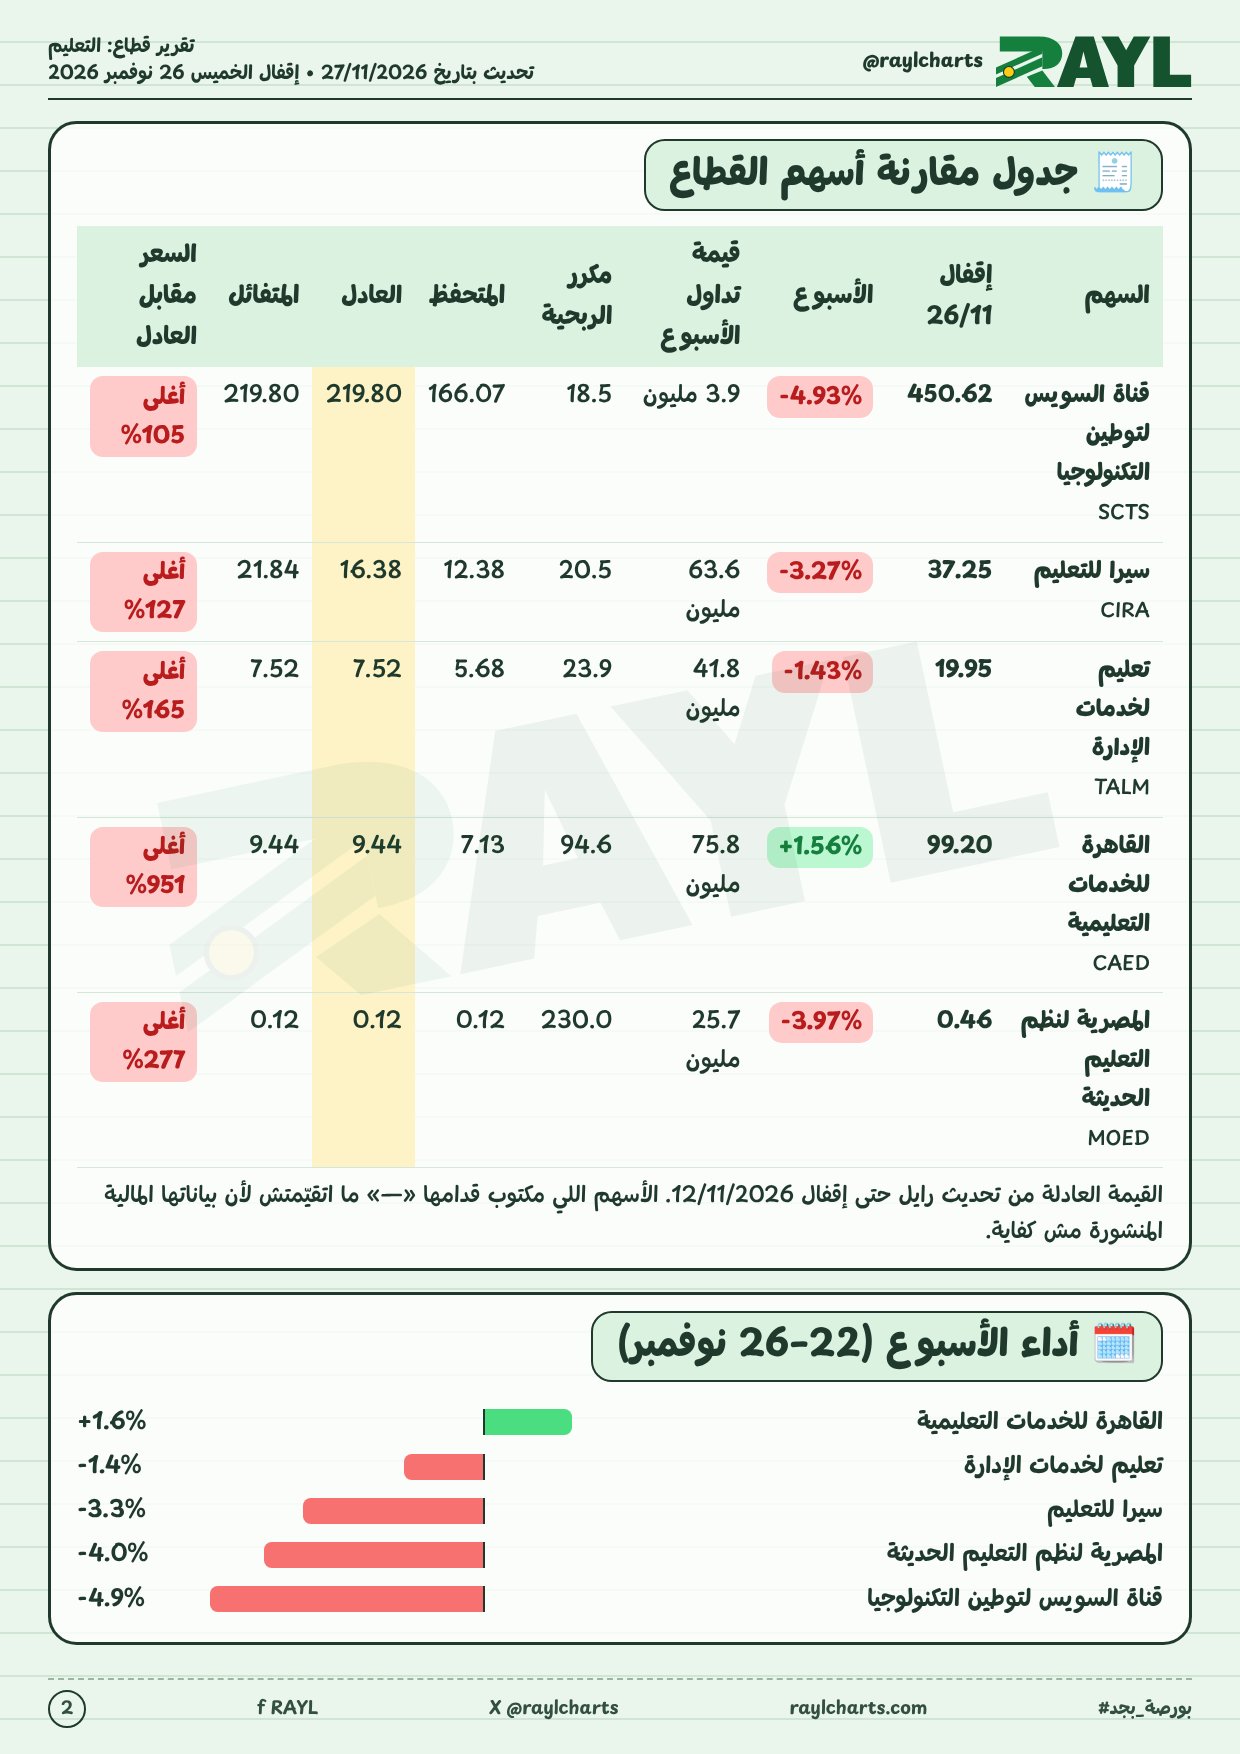 RAYL
@raylcharts
تقرير قطاع: التعليم
تحديث بتاريخ 27/11/2026 • إقفال الخميس 26 نوفمبر 2026
جدول مقارنة أسهم القطاع
السهم
إقفال
26/11
الأسبوع
قيمة
تداول
الأسبوع
مكرر
الربحية
المتحفظ
العادل
المتفائل
السعر
مقابل
العادل
قناة السويس
لتوطين
التكنولوجيا
SCTS
450.62
-4.93%
3.9 مليون
18.5
166.07
219.80
219.80
أغلى
105%
سيرا للتعليم
CIRA
37.25
-3.27%
63.6
مليون
20.5
12.38
16.38
21.84
أغلى
127%
تعليم
لخدمات
الإدارة
TALM
19.95
-1.43%
41.8
مليون
23.9
5.68
7.52
7.52
أغلى
165%
القاهرة
للخدمات
التعليمية
CAED
99.20
+1.56%
75.8
مليون
94.6
7.13
9.44
9.44
أغلى
951%
المصرية لنظم
التعليم
الحديثة
MOED
0.46
-3.97%
25.7
مليون
230.0
0.12
0.12
0.12
أغلى
277%
RAYL
القيمة العادلة من تحديث رايل حتى إقفال 12/11/2026. الأسهم اللي مكتوب قدامها «—» ما اتقيّمتش لأن بياناتها المالية
المنشورة مش كفاية.
أداء الأسبوع (22–26 نوفمبر)
القاهرة للخدمات التعليمية +1.6%
تعليم لخدمات الإدارة -1.4%
سيرا للتعليم -3.3%
المصرية لنظم التعليم الحديثة -4.0%
قناة السويس لتوطين التكنولوجيا -4.9%
#بورصة_بجد
raylcharts.com
X @raylcharts
f RAYL
2